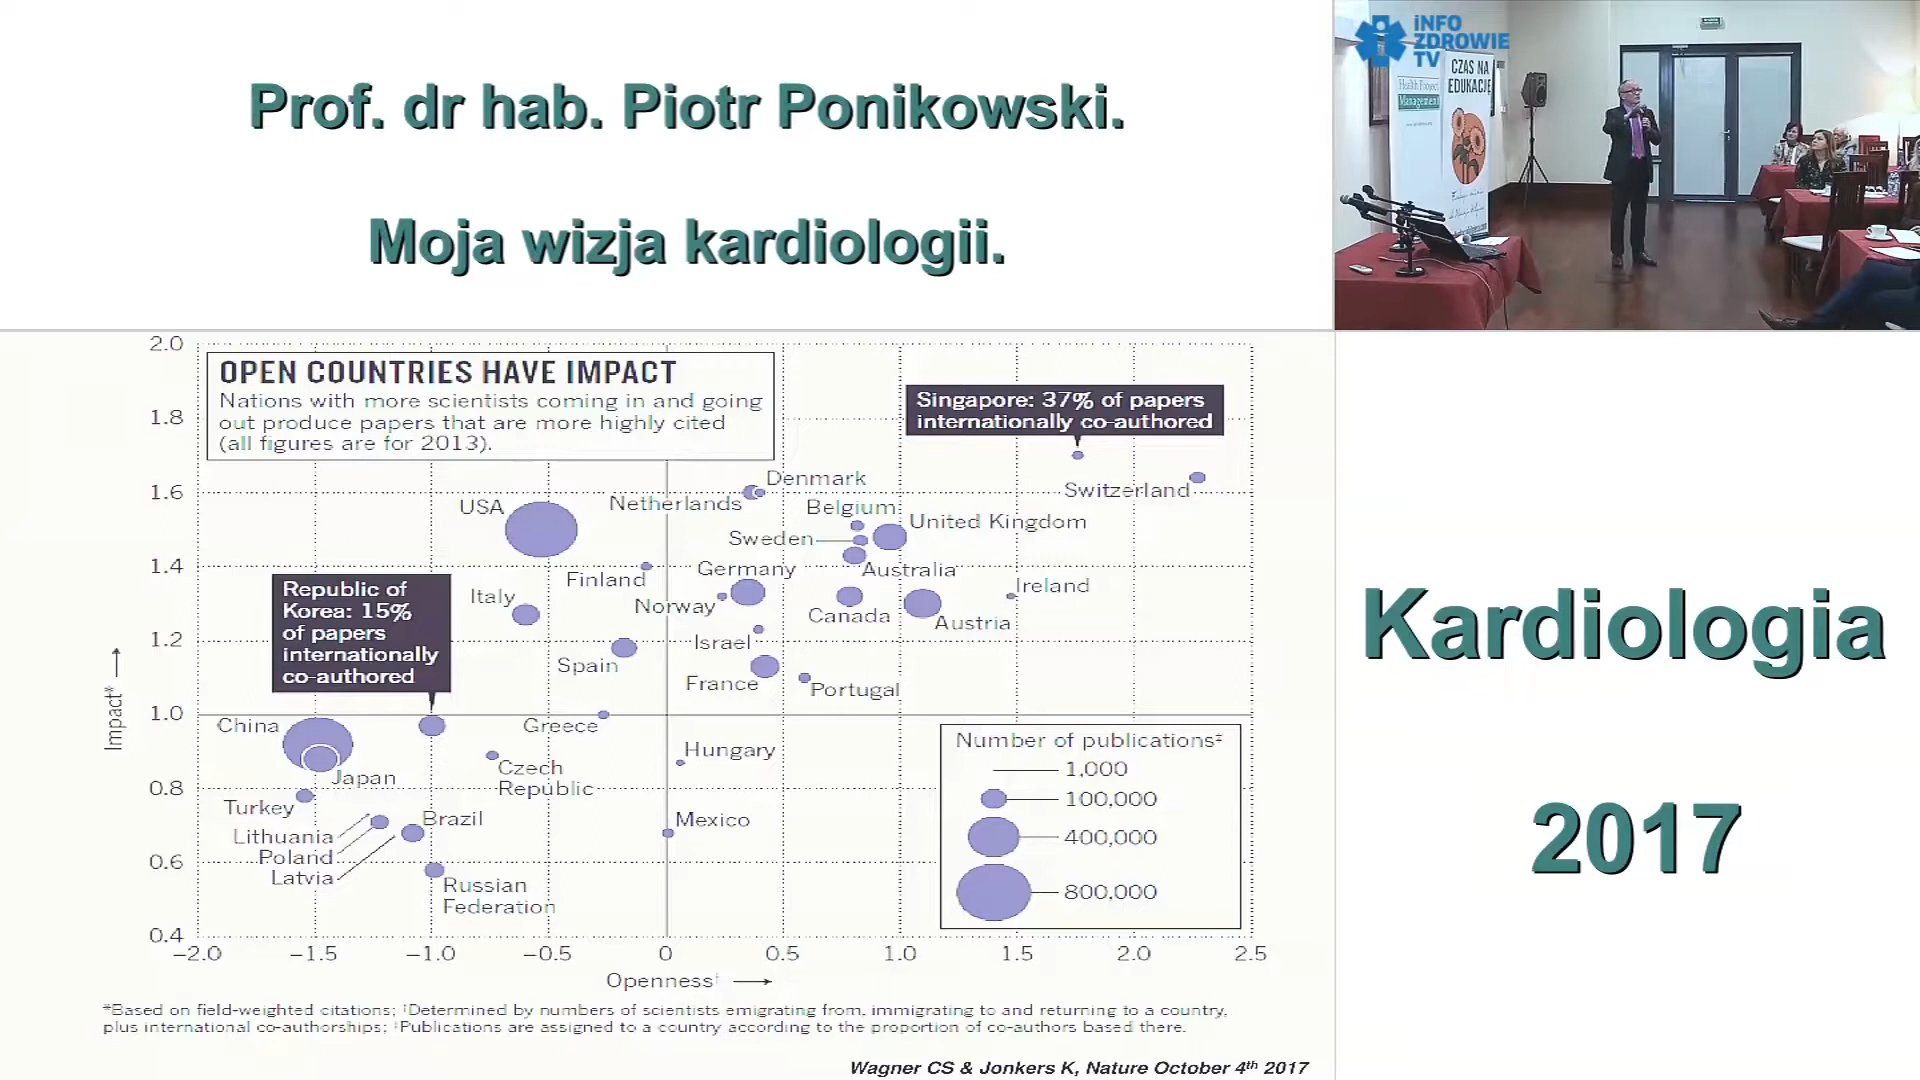 Prof. dr hab. Piotr Ponikowski.
Moja wizja kardiologii.
iNFO
ZDROWIE
TV
Health Project
Management
CZAS NA
EDUKACJĘ
Kardiologia
2017
OPEN COUNTRIES HAVE IMPACT
Nations with more scientists coming in and going
out produce papers that are more highly cited
(all figures are for 2013).
Singapore: 37% of papers
internationally co-authored
Republic of
Korea: 15%
of papers
internationally
co-authored
2.0
1.8
1.6
1.4
1.2
1.0
0.8
0.6
0.4
Impact* →
USA
Netherlands
Denmark
Switzerland
Belgium
United Kingdom
Sweden
Finland
Germany
Australia
Italy
Norway
Ireland
Canada
Austria
Israel
Spain
France
Portugal
China
Greece
Hungary
Japan
Czech
Republic
Turkey
Brazil
Mexico
Lithuania
Poland
Latvia
Russian
Federation
Number of publications‡
1,000
100,000
400,000
800,000
−2.0 −1.5 −1.0 −0.5 0 0.5 1.0 1.5 2.0 2.5
Openness† →
*Based on field-weighted citations; †Determined by numbers of scientists emigrating from, immigrating to and returning to a country,
plus international co-authorships; ‡Publications are assigned to a country according to the proportion of co-authors based there.
Wagner CS & Jonkers K, Nature October 4th 2017